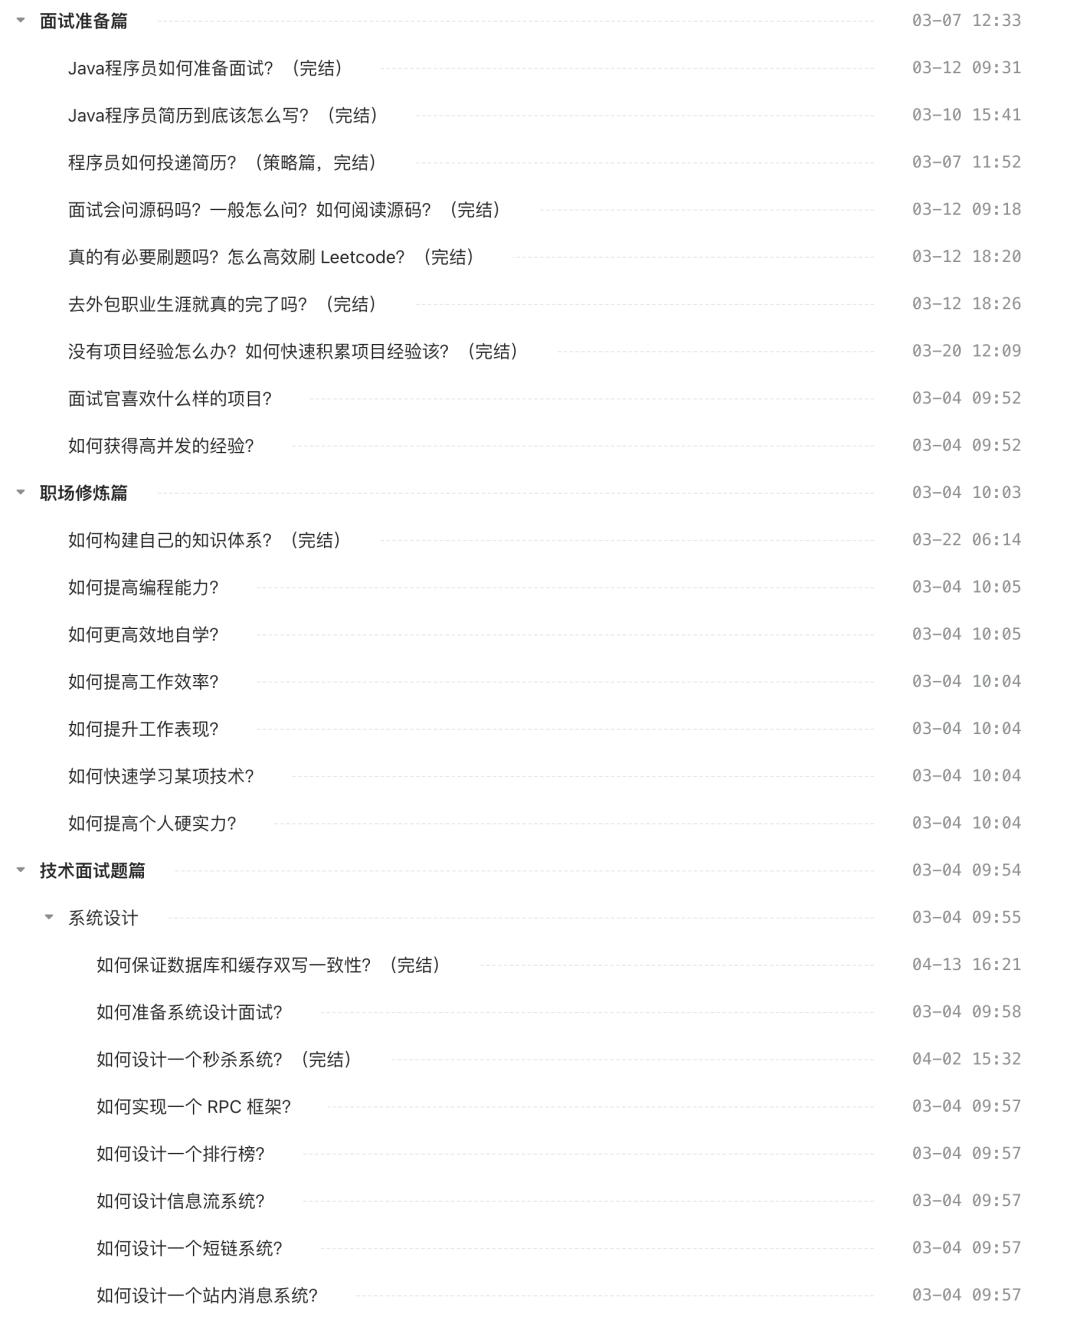 面试准备篇 03-07 12:33
Java程序员如何准备面试？（完结） 03-12 09:31
Java程序员简历到底该怎么写？（完结） 03-10 15:41
程序员如何投递简历？（策略篇，完结） 03-07 11:52
面试会问源码吗？一般怎么问？如何阅读源码？（完结） 03-12 09:18
真的有必要刷题吗？怎么高效刷 Leetcode？（完结） 03-12 18:20
去外包职业生涯就真的完了吗？（完结） 03-12 18:26
没有项目经验怎么办？如何快速积累项目经验该？（完结） 03-20 12:09
面试官喜欢什么样的项目？ 03-04 09:52
如何获得高并发的经验？ 03-04 09:52
职场修炼篇 03-04 10:03
如何构建自己的知识体系？（完结） 03-22 06:14
如何提高编程能力？ 03-04 10:05
如何更高效地自学？ 03-04 10:05
如何提高工作效率？ 03-04 10:04
如何提升工作表现？ 03-04 10:04
如何快速学习某项技术？ 03-04 10:04
如何提高个人硬实力？ 03-04 10:04
技术面试题篇 03-04 09:54
系统设计 03-04 09:55
如何保证数据库和缓存双写一致性？（完结） 04-13 16:21
如何准备系统设计面试？ 03-04 09:58
如何设计一个秒杀系统？（完结） 04-02 15:32
如何实现一个 RPC 框架？ 03-04 09:57
如何设计一个排行榜？ 03-04 09:57
如何设计信息流系统？ 03-04 09:57
如何设计一个短链系统？ 03-04 09:57
如何设计一个站内消息系统？ 03-04 09:57